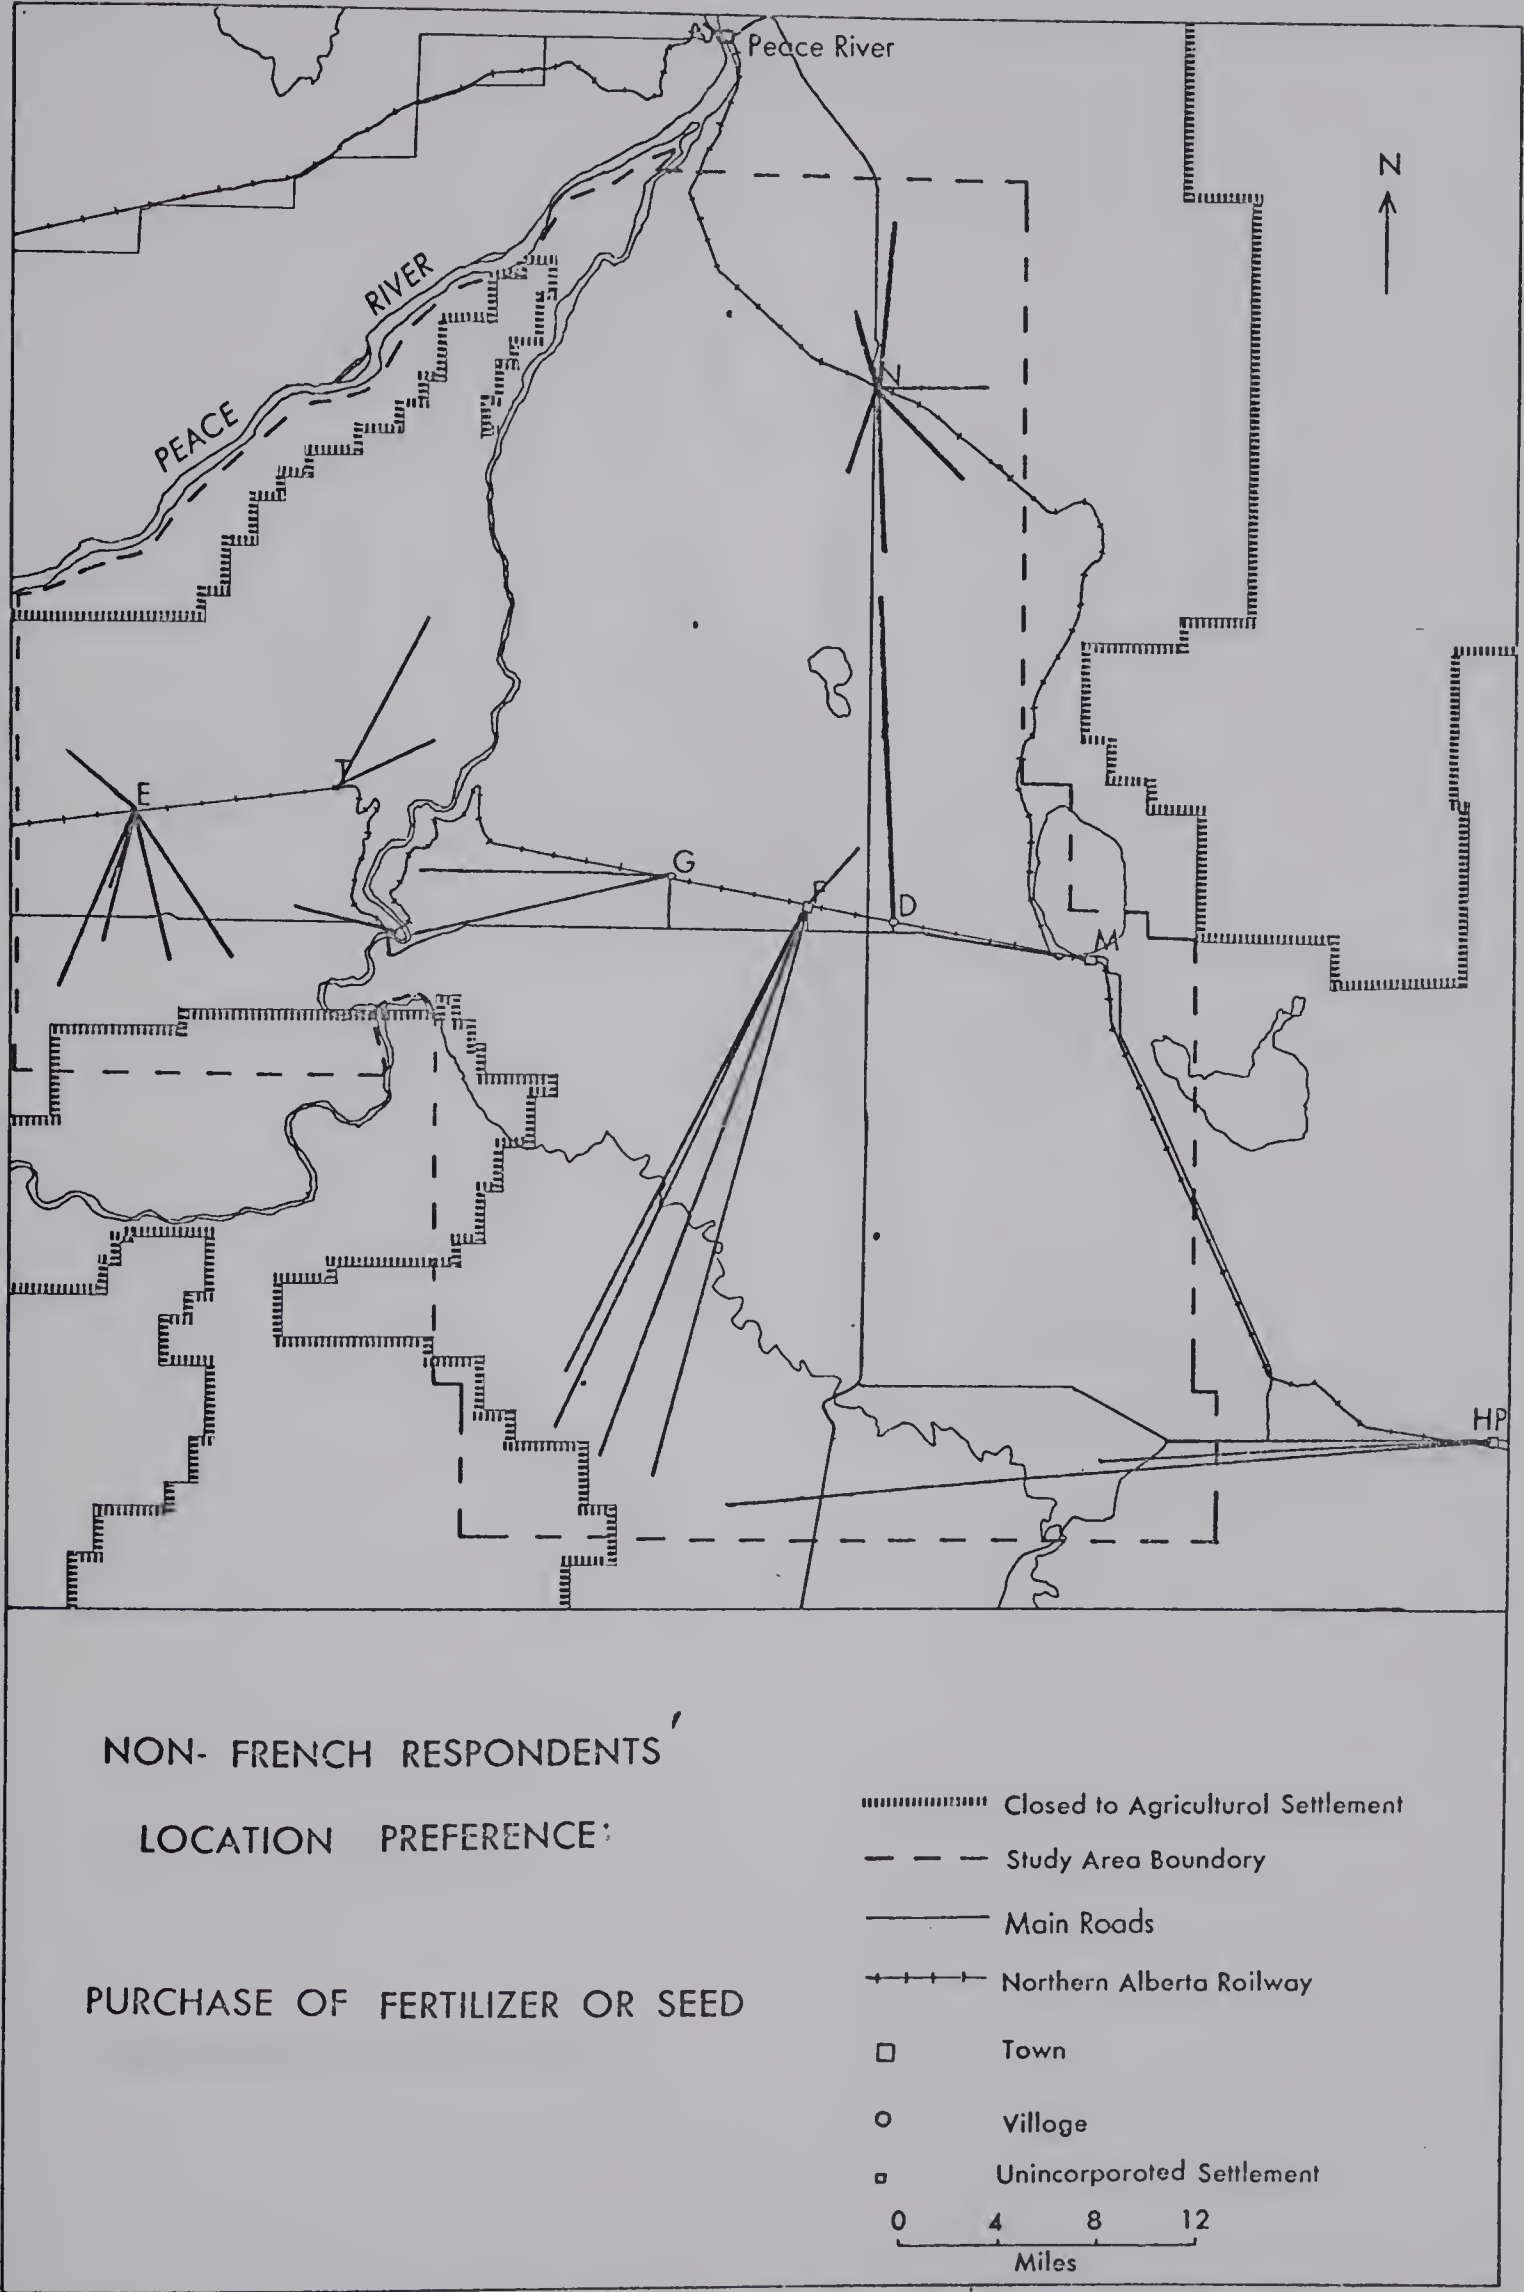 Peace River
N
RIVER
PEACE
N
T
E
G
F
D
M
HP
NON- FRENCH RESPONDENTS'
LOCATION PREFERENCE:
PURCHASE OF FERTILIZER OR SEED
Closed to Agricultural Settlement
Study Area Boundary
Main Roads
Northern Alberta Railway
Town
Village
Unincorporated Settlement
0 4 8 12
Miles